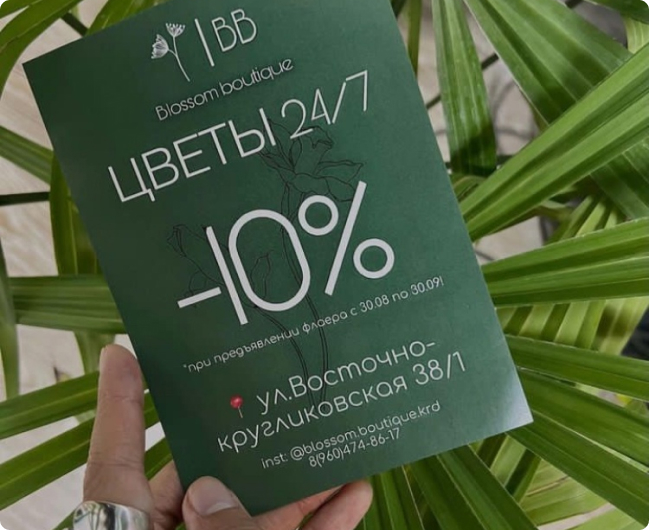 BB
Blossom boutique
ЦВЕТЫ 24/7
-10%
*при предъявлении флаера с 30.08 по 30.09!
ул.Восточно-
кругликовская 38/1
inst: @blossom.boutique.krd
8(960)474-86-17